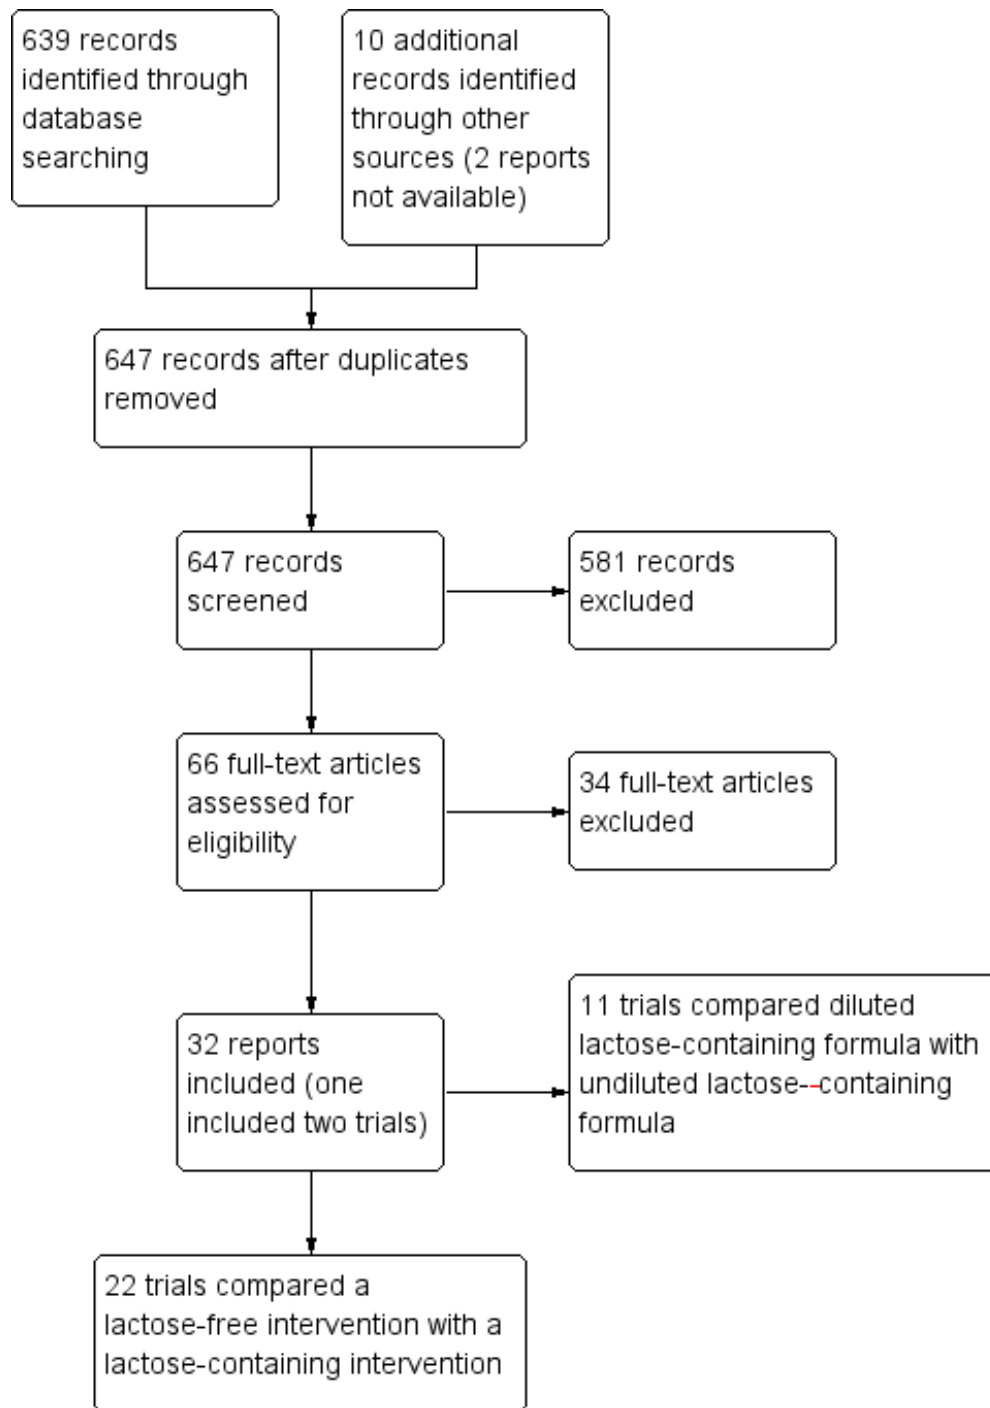 639 records
identified through
database
searching
10 additional
records identified
through other
sources (2 reports
not available)
647 records after duplicates
removed
647 records
screened
581 records
excluded
66 full-text articles
assessed for
eligibility
34 full-text articles
excluded
32 reports
included (one
included two trials)
11 trials compared diluted
lactose-containing formula with
undiluted lactose--containing
formula
22 trials compared a
lactose-free intervention with a
lactose-containing intervention